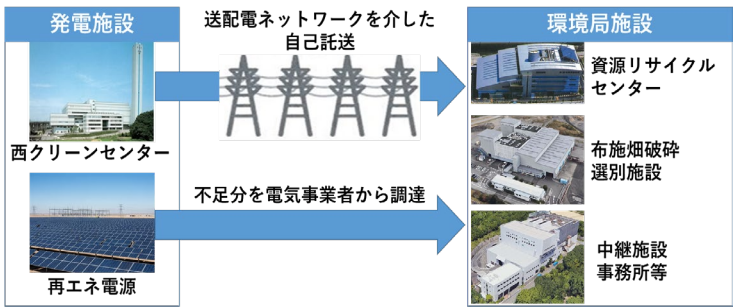 発電施設
西クリーンセンター
再エネ電源
送配電ネットワークを介した
自己託送
不足分を電気事業者から調達
環境局施設
資源リサイクル
センター
布施畑破砕
選別施設
中継施設
事務所等